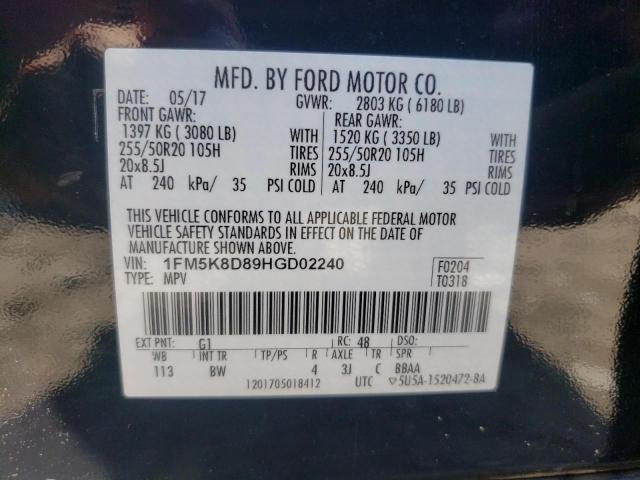 MFD. BY FORD MOTOR CO.
DATE: 05/17 GVWR: 2803 KG ( 6180 LB)
FRONT GAWR: REAR GAWR:
1397 KG ( 3080 LB) WITH 1520 KG ( 3350 LB) WITH
255/50R20 105H TIRES 255/50R20 105H TIRES
20x8.5J RIMS 20x8.5J RIMS
AT 240 kPa/ 35 PSI COLD AT 240 kPa/ 35 PSI COLD
THIS VEHICLE CONFORMS TO ALL APPLICABLE FEDERAL MOTOR
VEHICLE SAFETY STANDARDS IN EFFECT ON THE DATE OF
MANUFACTURE SHOWN ABOVE.
VIN: 1FM5K8D89HGD02240 F0204
TYPE: MPV T0318
EXT PNT: G1 RC: 48 DSO:
WB INT TR TP/PS R AXLE TR SPR
113 BW 4 3J C BBAA
1201705018412 UTC ▽5U5A-1520472-BA